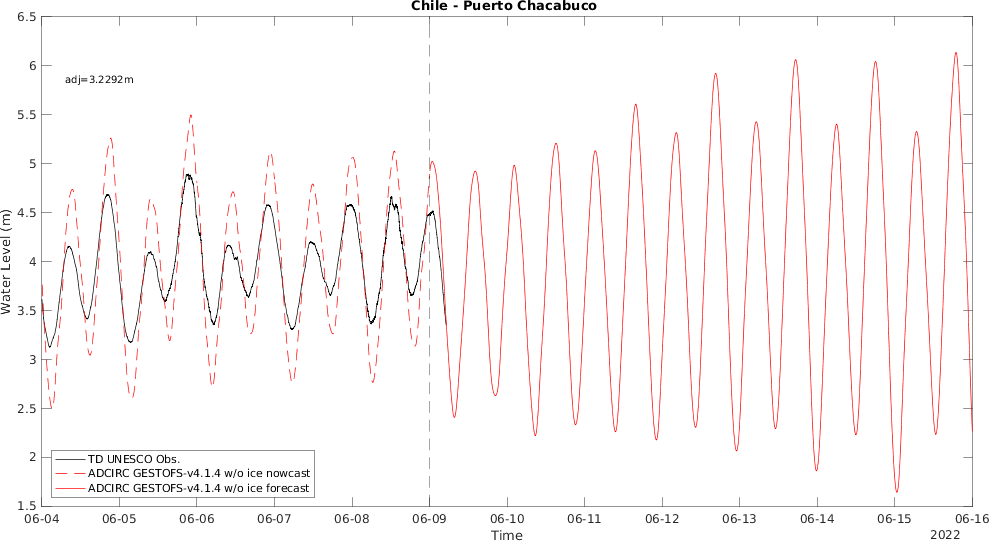 Chile - Puerto Chacabuco
6.5
6
5.5
5
4.5
4
3.5
3
2.5
2
1.5
Water Level (m)
adj=3.2292m
TD UNESCO Obs.
ADCIRC GESTOFS-v4.1.4 w/o ice nowcast
ADCIRC GESTOFS-v4.1.4 w/o ice forecast
06-04 06-05 06-06 06-07 06-08 06-09 06-10 06-11 06-12 06-13 06-14 06-15 06-16
Time
2022